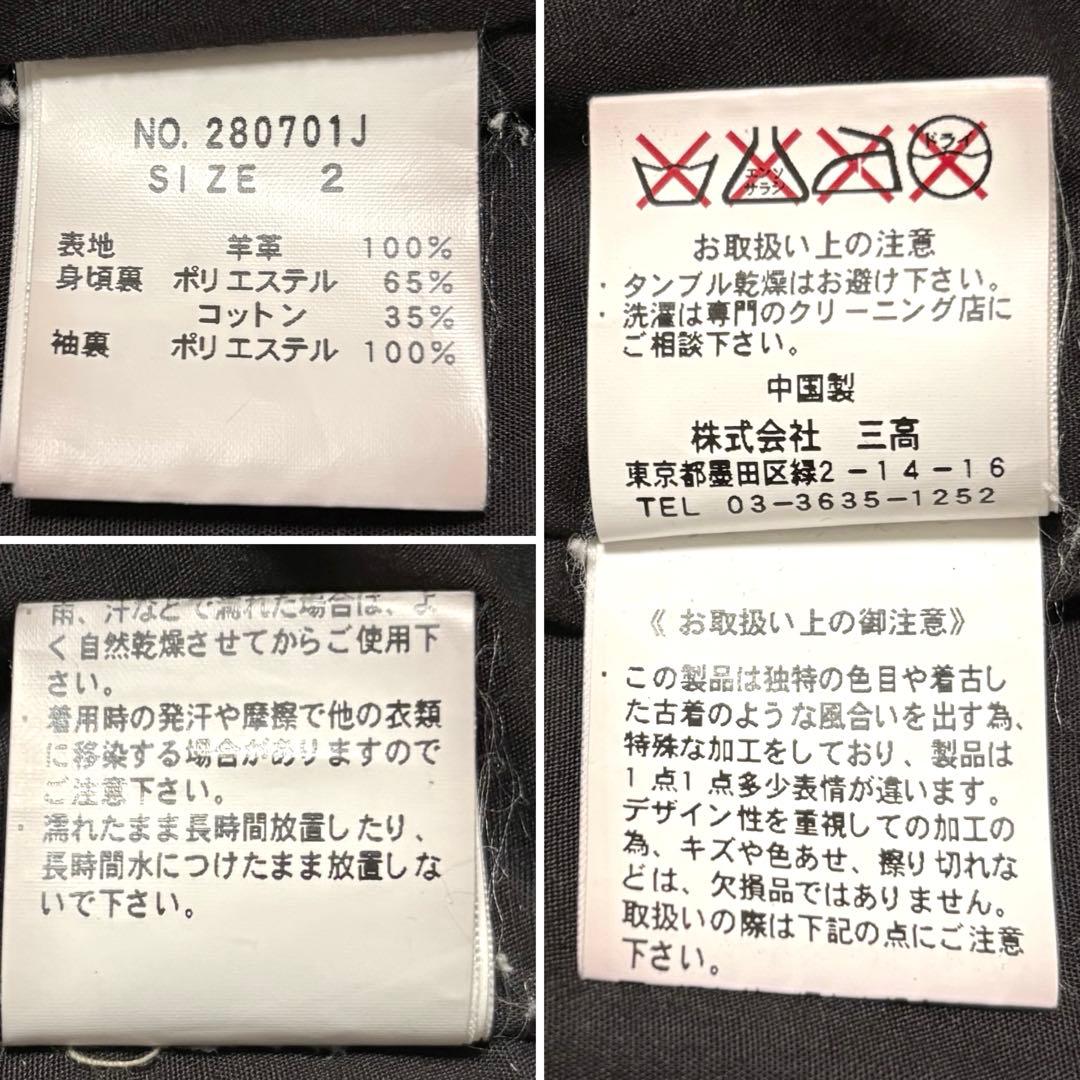 NO. 280701J
SIZE 2
表地 羊革 100%
身頃裏 ポリエステル 65%
コットン 35%
袖裏 ポリエステル 100%
エンソ
サラシ
ドライ
お取扱い上の注意
・タンブル乾燥はお避け下さい。
・洗濯は専門のクリーニング店に
ご相談下さい。
中国製
株式会社 三高
東京都墨田区緑2-14-16
TEL 03-3635-1252
《お取扱い上の御注意》
・この製品は独特の色目や着古し
た古着のような風合いを出す為、
特殊な加工をしており、製品は
1点1点多少表情が違います。
デザイン性を重視しての加工の
為、キズや色あせ、擦り切れな
どは、欠損品ではありません。
取扱いの際は下記の点にご注意
下さい。
・雨、汗などで濡れた場合は、よ
く自然乾燥させてからご使用下
さい。
・着用時の発汗や摩擦で他の衣類
に移染する場合がありますので
ご注意下さい。
・濡れたまま長時間放置したり、
長時間水につけたまま放置しな
いで下さい。